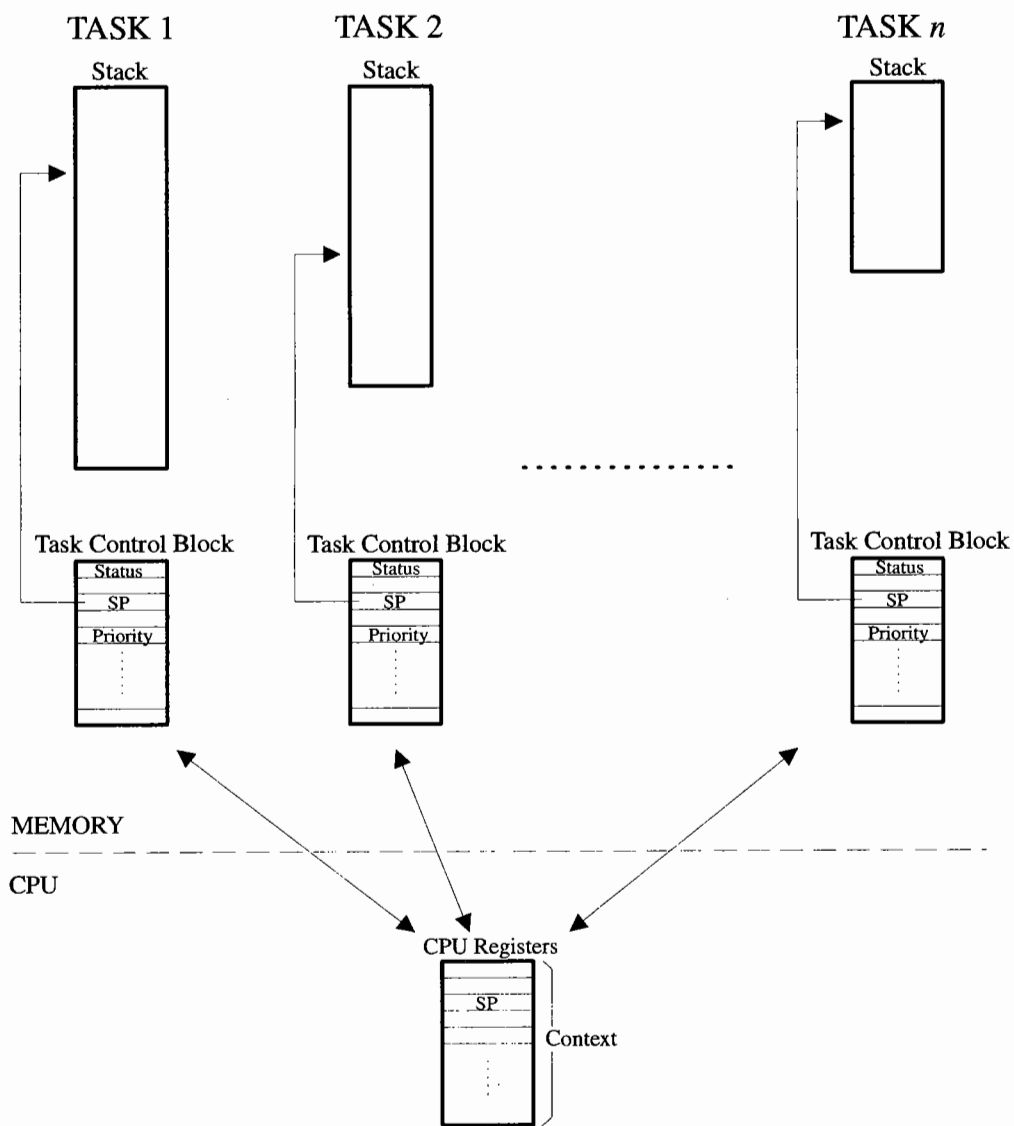 TASK 1
TASK 2
TASK n
Stack
Stack
Stack
Task Control Block
Task Control Block
Task Control Block
Status
Status
Status
SP
SP
SP
Priority
Priority
Priority
MEMORY
CPU
CPU Registers
SP
Context